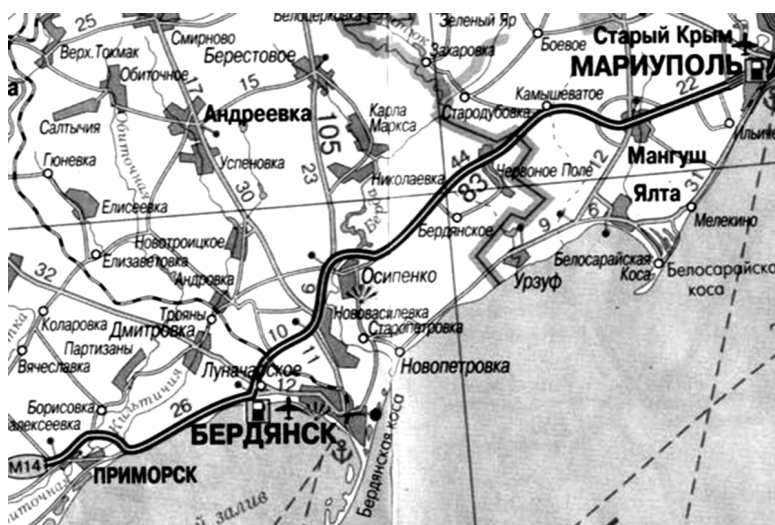 Белоцерковка
Зеленый Яр
25
Смирново
Боевое
Старый Крым
Верх. Токмак
Берестовое
Захаровка
МАРИУПОЛЬ
Обиточное
17
15
Камышеватое
22
Стародубовка
Салтычия
Андреевка
105
Карла
Маркса
Мангуш
Обиточная
Успеновка
44
Червоное Поле
12
Гюневка
23
Николаевка
83
Ялта
31
Елисеевка
30
Бердянское
9
6
Мелекино
Новотроицкое
Елизаветовка
Осипенко
Урзуф
Белосарайская
Коса
Белосарайская
коса
32
Андровка
9
Нововасилевка
Трояны
Коларовка
Дмитровка
10
11
Старопетровка
Партизаны
Вячеславка
Луначарское
Новопетровка
12
Борисовка
Кильтичия
26
БЕРДЯНСК
Бердянская коса
М14
ПРИМОРСК
залив